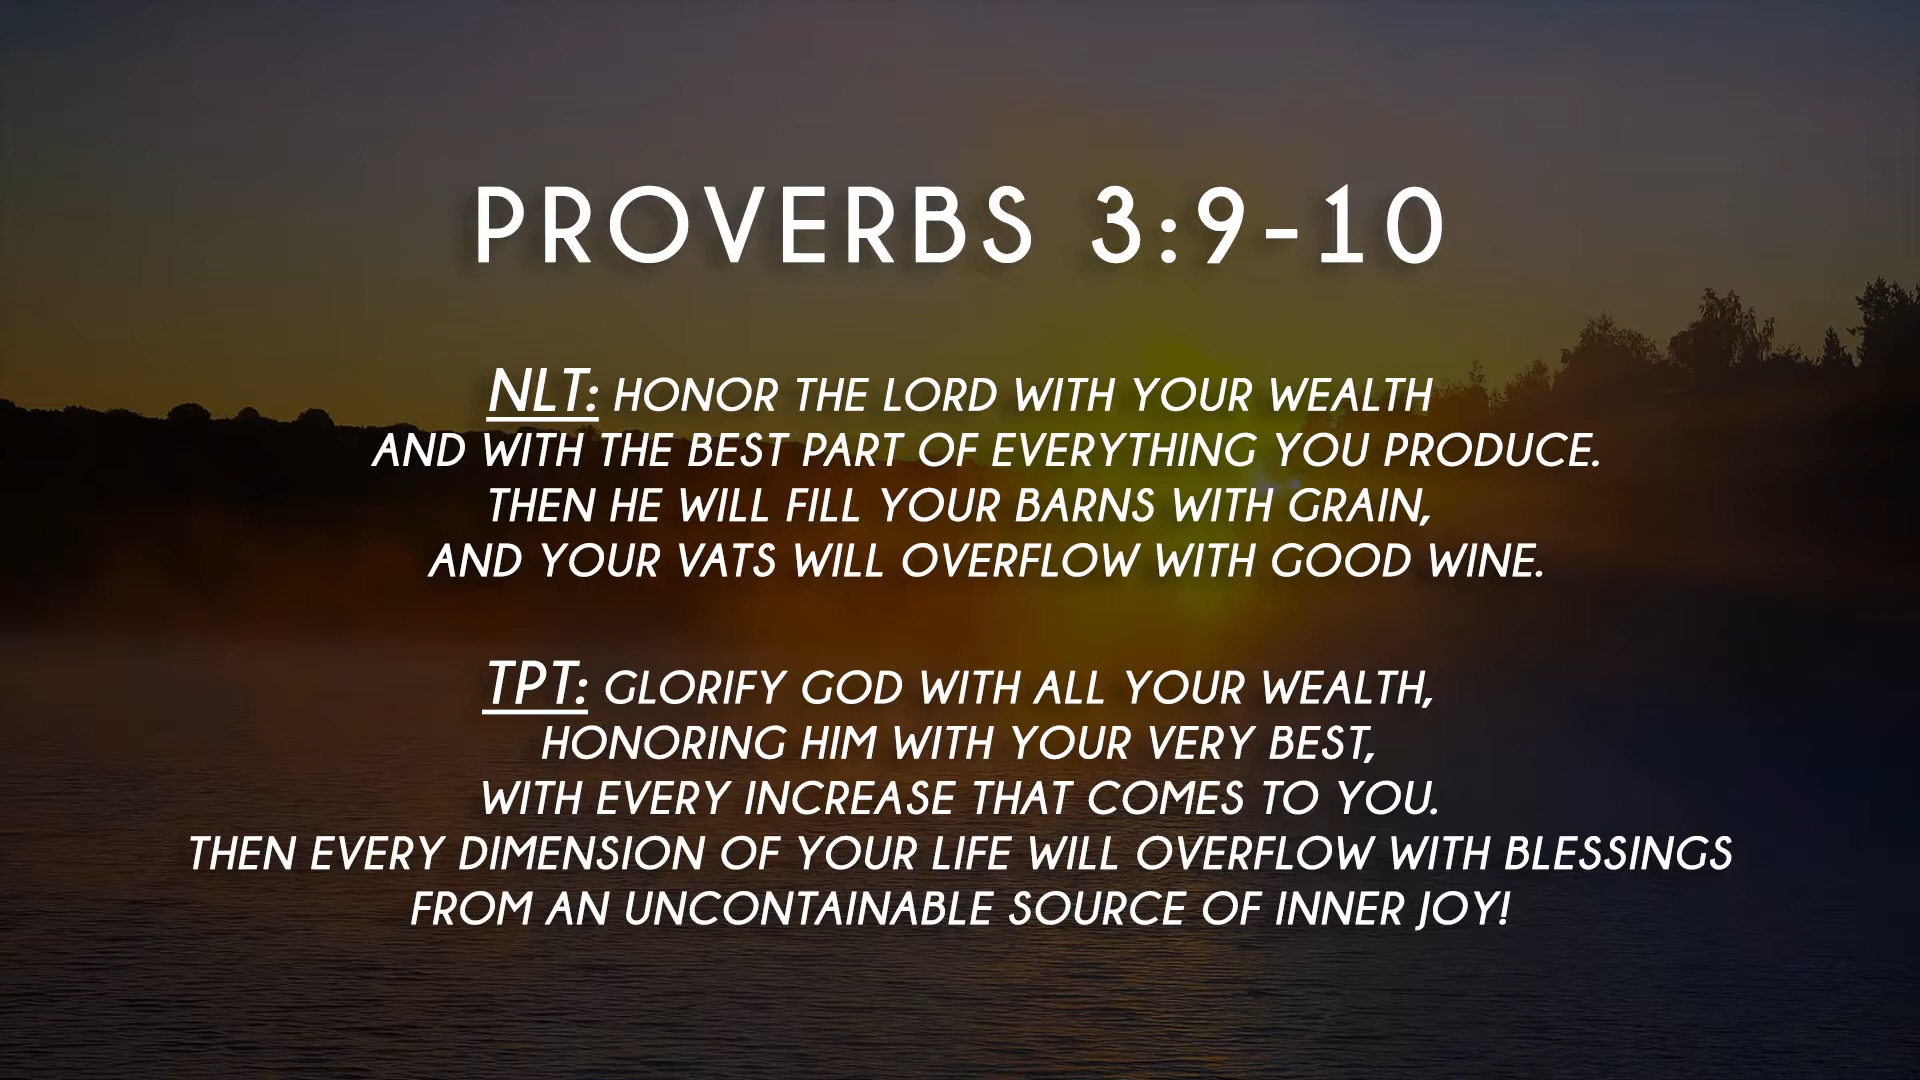 PROVERBS 3:9-10
NLT: HONOR THE LORD WITH YOUR WEALTH
AND WITH THE BEST PART OF EVERYTHING YOU PRODUCE.
THEN HE WILL FILL YOUR BARNS WITH GRAIN,
AND YOUR VATS WILL OVERFLOW WITH GOOD WINE.
TPT: GLORIFY GOD WITH ALL YOUR WEALTH,
HONORING HIM WITH YOUR VERY BEST,
WITH EVERY INCREASE THAT COMES TO YOU.
THEN EVERY DIMENSION OF YOUR LIFE WILL OVERFLOW WITH BLESSINGS
FROM AN UNCONTAINABLE SOURCE OF INNER JOY!